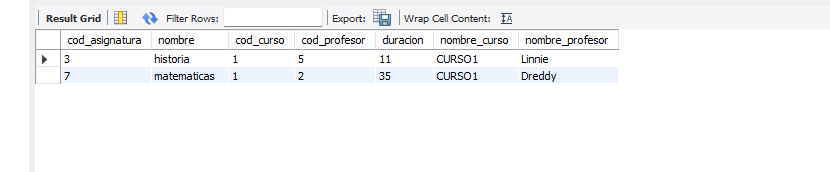 Result Grid Filter Rows: Export: Wrap Cell Content: IA
cod_asignatura nombre cod_curso cod_profesor duracion nombre_curso nombre_profesor
3 historia 1 5 11 CURSO1 Linnie
7 matematicas 1 2 35 CURSO1 Dreddy